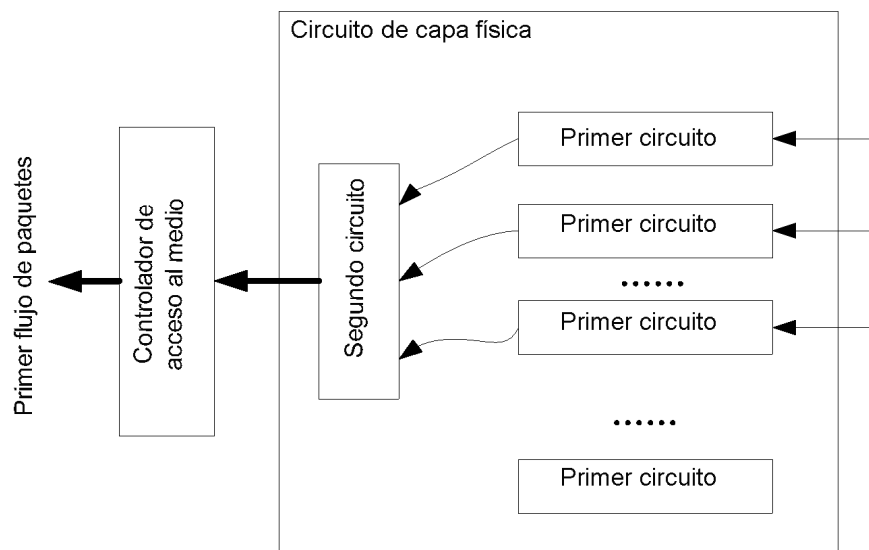 Circuito de capa física
Primer flujo de paquetes
Controlador de
acceso al medio
Segundo circuito
Primer circuito
Primer circuito
......
Primer circuito
......
Primer circuito